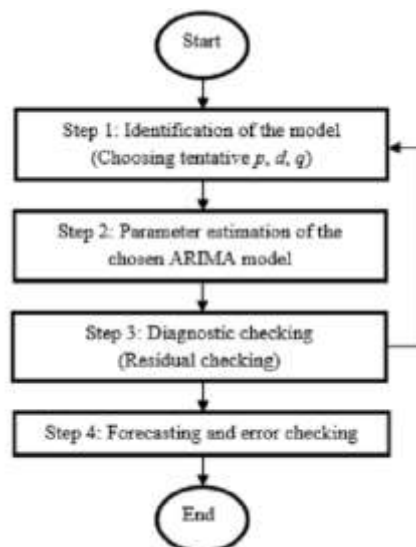 Start
Step 1: Identification of the model
(Choosing tentative p, d, q)
Step 2: Parameter estimation of the
chosen ARIMA model
Step 3: Diagnostic checking
(Residual checking)
Step 4: Forecasting and error checking
End